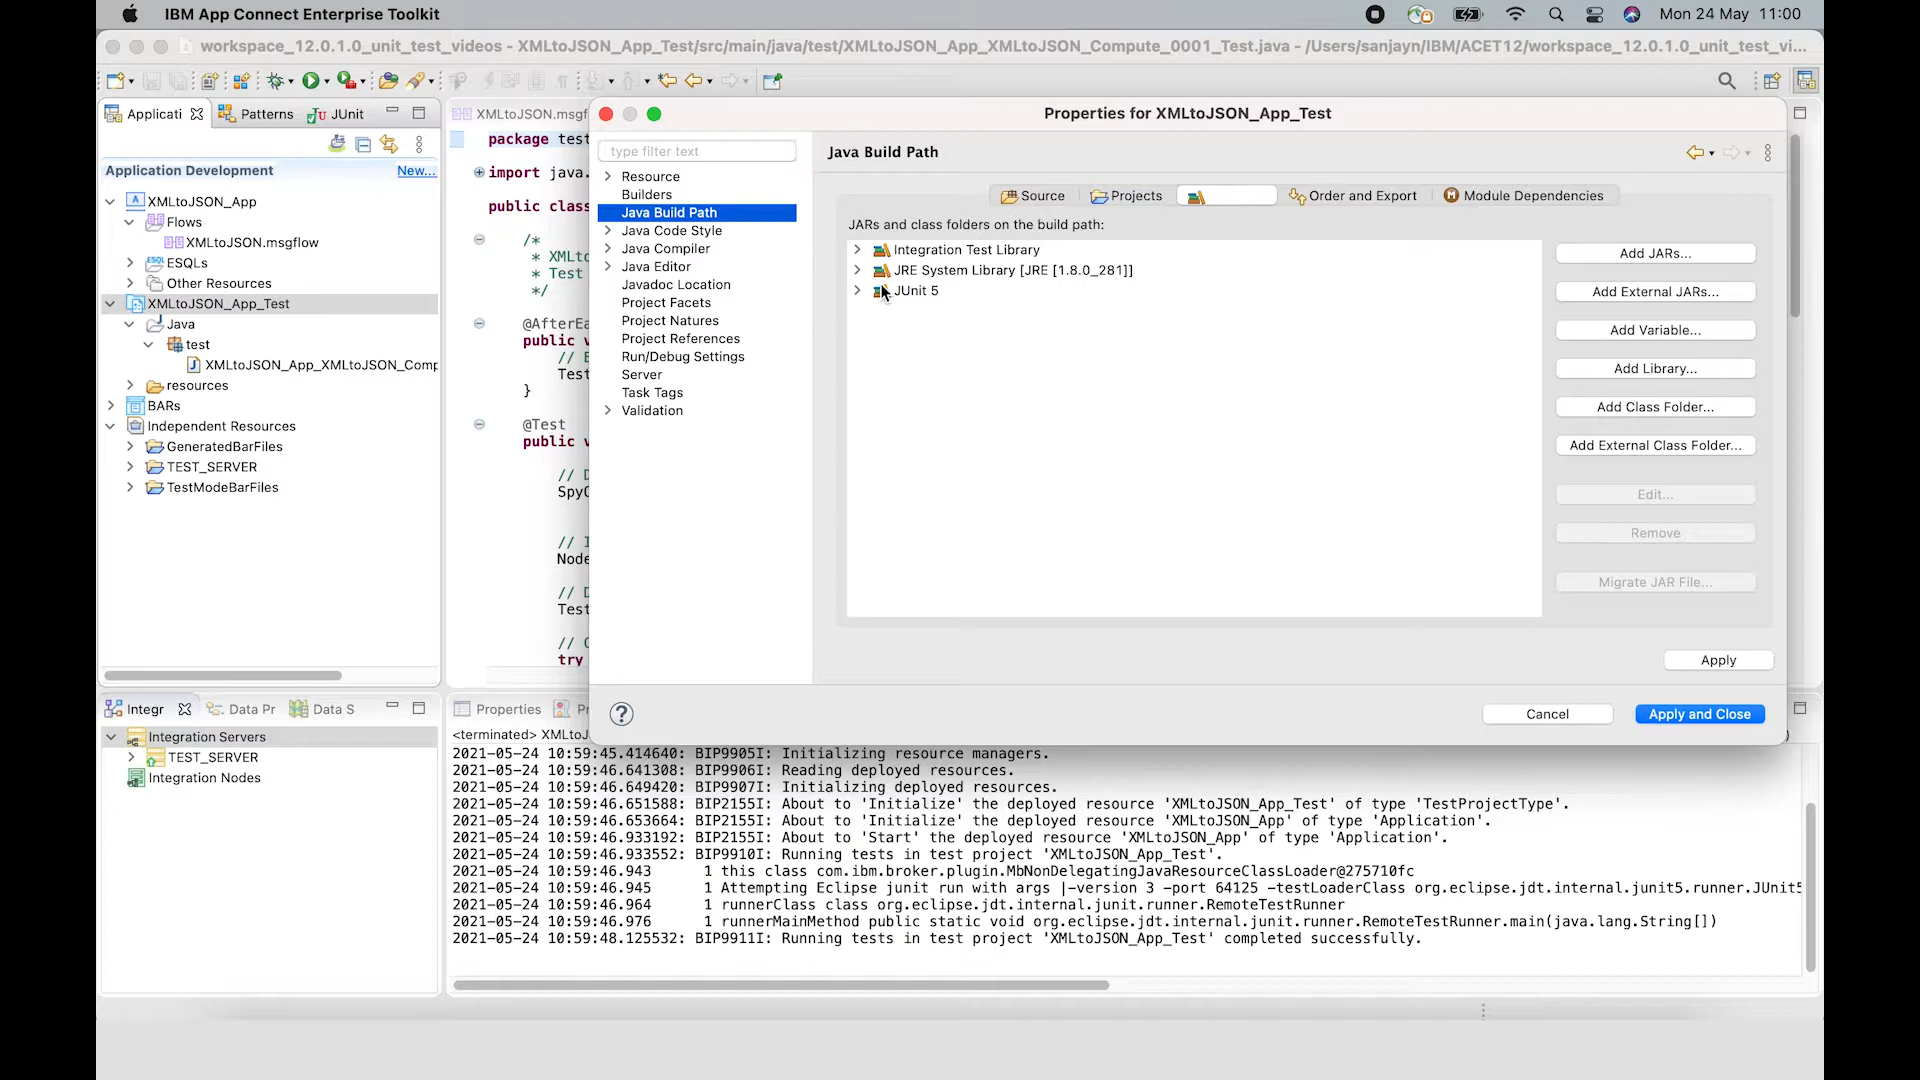 IBM App Connect Enterprise Toolkit
Mon 24 May 11:00
workspace_12.0.1.0_unit_test_videos - XMLtoJSON_App_Test/src/main/java/test/XMLtoJSON_App_XMLtoJSON_Compute_0001_Test.java - /Users/sanjayn/IBM/ACET12/workspace_12.0.1.0_unit_test_vi...
Applicati
Patterns
JUnit
Application Development
New...
XMLtoJSON_App
Flows
XMLtoJSON.msgflow
ESQLs
Other Resources
XMLtoJSON_App_Test
Java
test
XMLtoJSON_App_XMLtoJSON_Comp
resources
BARs
Independent Resources
GeneratedBarFiles
TEST_SERVER
TestModeBarFiles
XMLtoJSON.msgf
package test
import java.
public class
/*
* XMLto
* Test
*/
@AfterEa
public v
// E
Test
}
@Test
public v
// D
SpyO
// I
Node
// D
Test
// C
try
Properties for XMLtoJSON_App_Test
type filter text
Resource
Builders
Java Build Path
Java Code Style
Java Compiler
Java Editor
Javadoc Location
Project Facets
Project Natures
Project References
Run/Debug Settings
Server
Task Tags
Validation
Java Build Path
Source
Projects
Order and Export
Module Dependencies
JARs and class folders on the build path:
Integration Test Library
JRE System Library [JRE [1.8.0_281]]
JUnit 5
Add JARs...
Add External JARs...
Add Variable...
Add Library...
Add Class Folder...
Add External Class Folder...
Edit...
Remove
Migrate JAR File...
Apply
Cancel
Apply and Close
Integr
Data Pr
Data S
Integration Servers
TEST_SERVER
Integration Nodes
Properties
Pr
<terminated> XMLtoJ
2021-05-24 10:59:45.414640: BIP9905I: Initializing resource managers.
2021-05-24 10:59:46.641308: BIP9906I: Reading deployed resources.
2021-05-24 10:59:46.649420: BIP9907I: Initializing deployed resources.
2021-05-24 10:59:46.651588: BIP2155I: About to 'Initialize' the deployed resource 'XMLtoJSON_App_Test' of type 'TestProjectType'.
2021-05-24 10:59:46.653664: BIP2155I: About to 'Initialize' the deployed resource 'XMLtoJSON_App' of type 'Application'.
2021-05-24 10:59:46.933192: BIP2155I: About to 'Start' the deployed resource 'XMLtoJSON_App' of type 'Application'.
2021-05-24 10:59:46.933552: BIP9910I: Running tests in test project 'XMLtoJSON_App_Test'.
2021-05-24 10:59:46.943 1 this class com.ibm.broker.plugin.MbNonDelegatingJavaResourceClassLoader@275710fc
2021-05-24 10:59:46.945 1 Attempting Eclipse junit run with args |-version 3 -port 64125 -testLoaderClass org.eclipse.jdt.internal.junit5.runner.JUnit5
2021-05-24 10:59:46.964 1 runnerClass class org.eclipse.jdt.internal.junit.runner.RemoteTestRunner
2021-05-24 10:59:46.976 1 runnerMainMethod public static void org.eclipse.jdt.internal.junit.runner.RemoteTestRunner.main(java.lang.String[])
2021-05-24 10:59:48.125532: BIP9911I: Running tests in test project 'XMLtoJSON_App_Test' completed successfully.